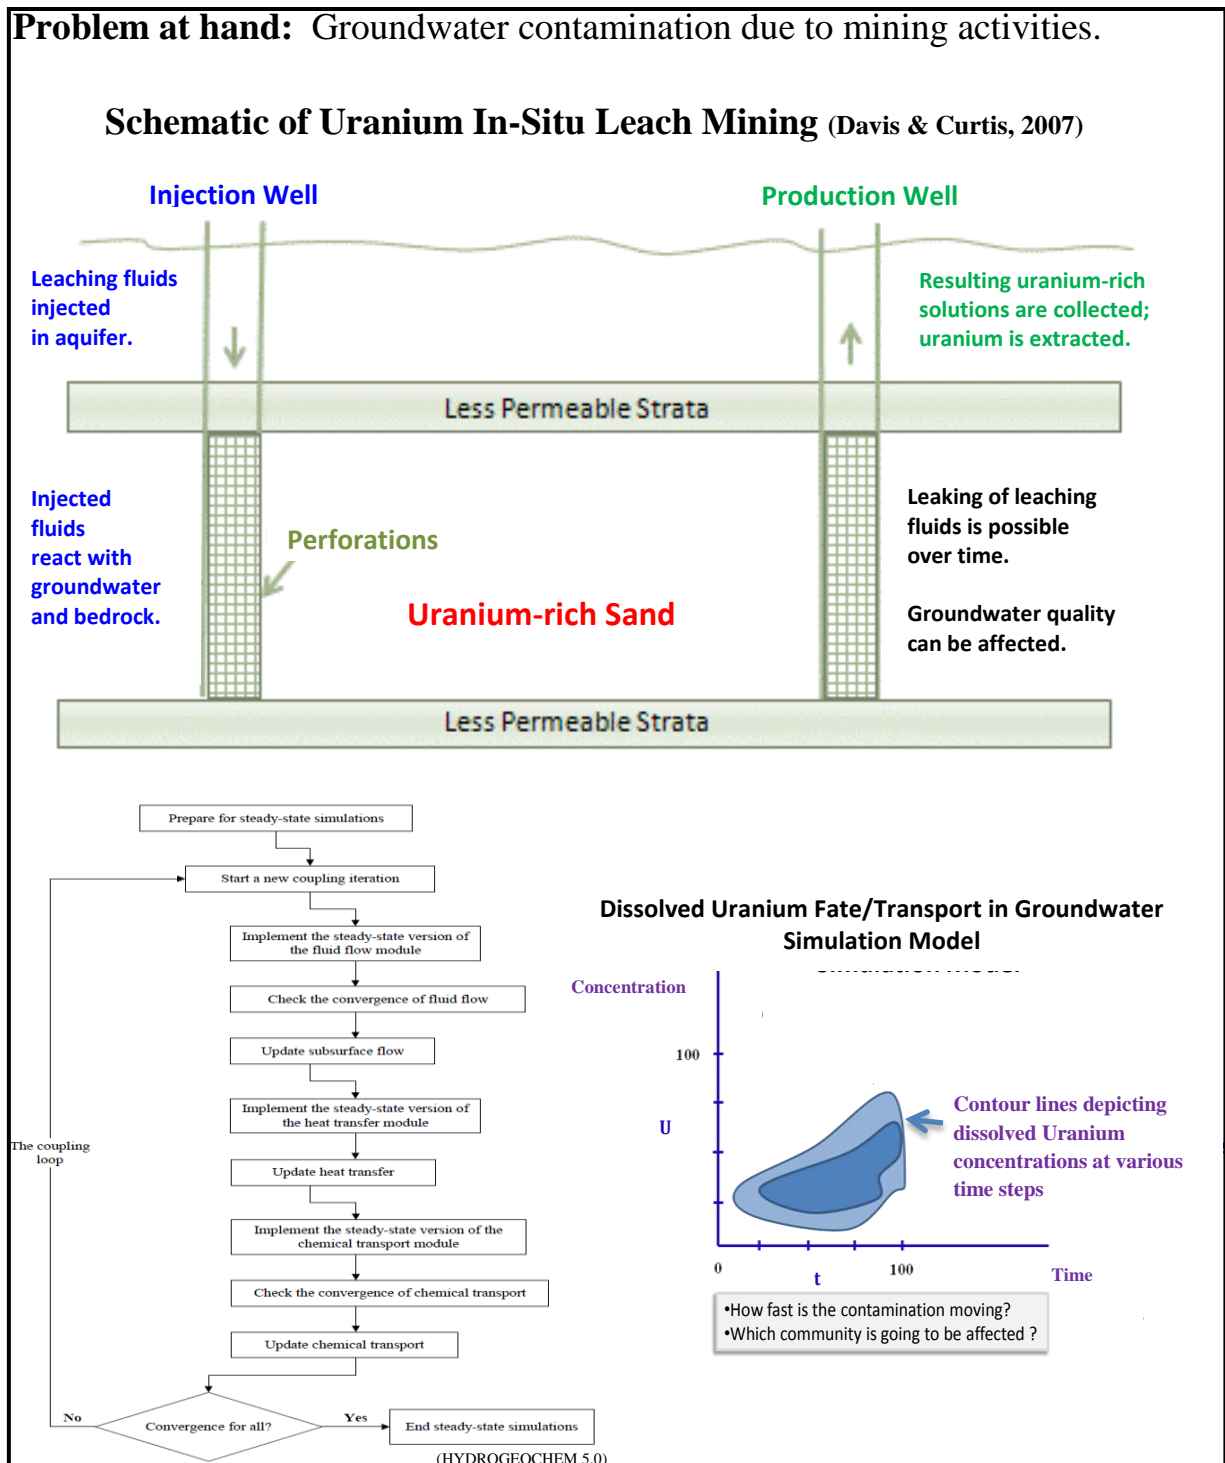 Problem at hand: Groundwater contamination due to mining activities.
Schematic of Uranium In-Situ Leach Mining (Davis & Curtis, 2007)
Injection Well
Production Well
Leaching fluids
injected
in aquifer.
Resulting uranium-rich
solutions are collected;
uranium is extracted.
Less Permeable Strata
Injected
fluids
react with
groundwater
and bedrock.
Perforations
Uranium-rich Sand
Leaking of leaching
fluids is possible
over time.
Groundwater quality
can be affected.
Less Permeable Strata
Prepare for steady-state simulations
Start a new coupling iteration
Implement the steady-state version of
the fluid flow module
Check the convergence of fluid flow
Update subsurface flow
Implement the steady-state version of
the heat transfer module
The coupling
loop
Update heat transfer
Implement the steady-state version of the
chemical transport module
Check the convergence of chemical transport
Update chemical transport
No
Convergence for all?
Yes
End steady-state simulations
(HYDROGEOCHEM 5.0)
Dissolved Uranium Fate/Transport in Groundwater
Simulation Model
Concentration
100
U
Contour lines depicting
dissolved Uranium
concentrations at various
time steps
0
t
100
Time
•How fast is the contamination moving?
•Which community is going to be affected ?